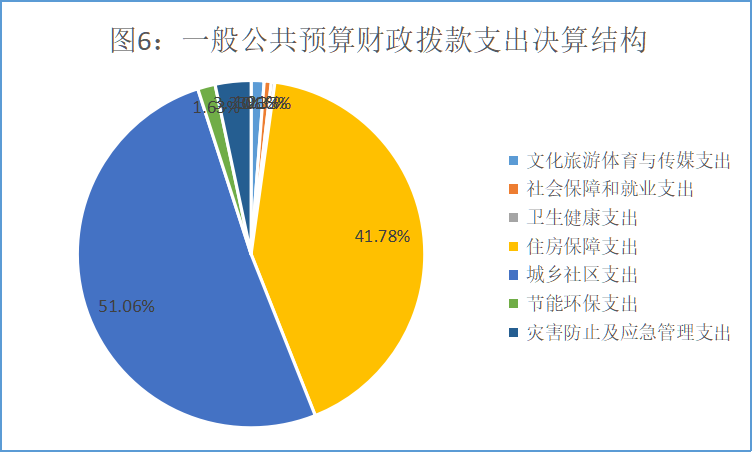 图6：一般公共预算财政拨款支出决算结构
1.63%
41.78%
51.06%
文化旅游体育与传媒支出
社会保障和就业支出
卫生健康支出
住房保障支出
城乡社区支出
节能环保支出
灾害防止及应急管理支出